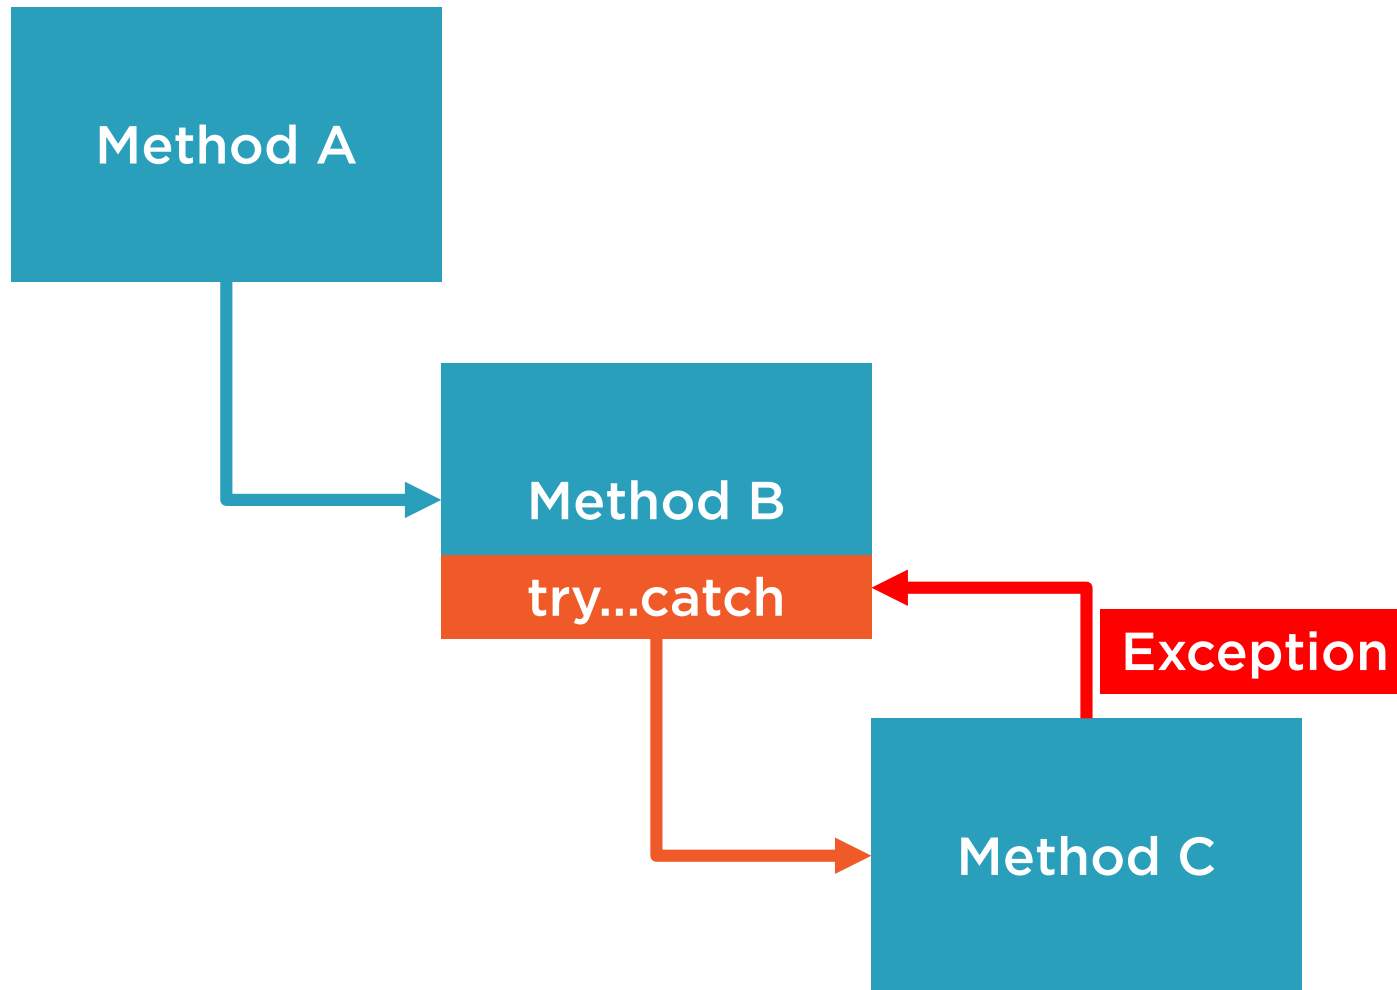 Method A
Method B
try...catch
Exception
Method C